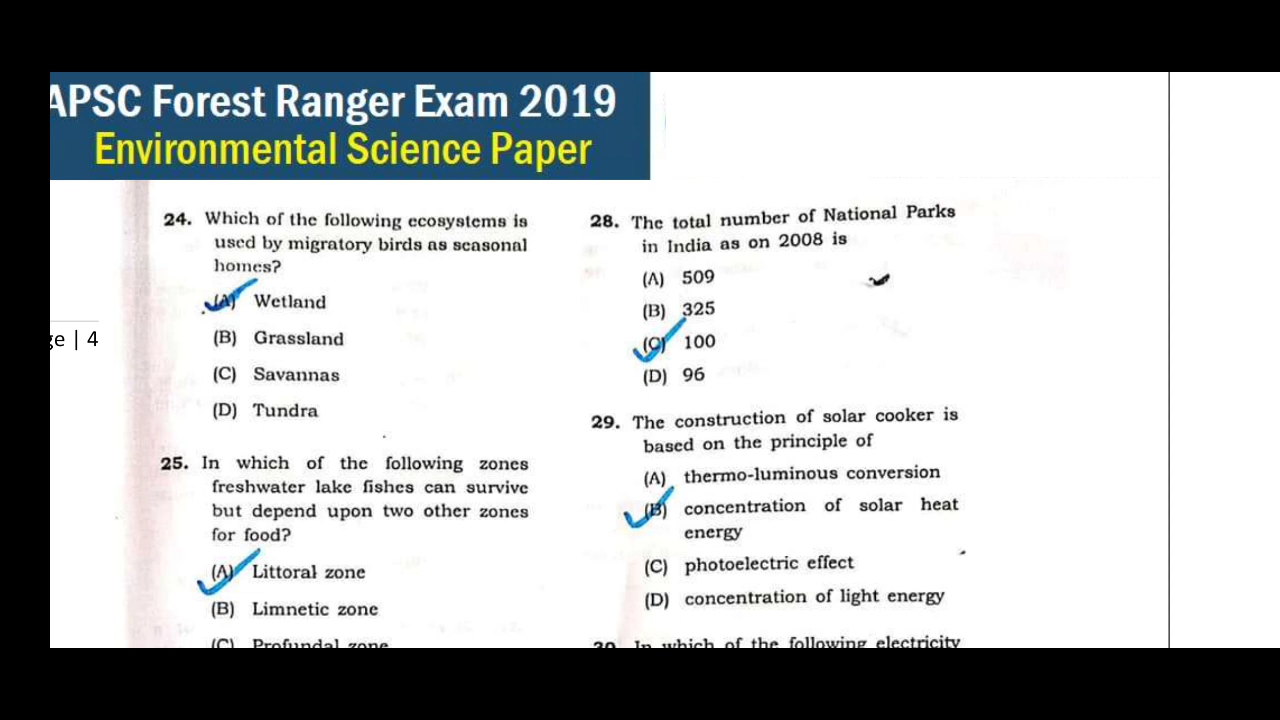 APSC Forest Ranger Exam 2019
Environmental Science Paper
24. Which of the following ecosystems is
used by migratory birds as seasonal
homes?
(A) Wetland
(B) Grassland
(C) Savannas
(D) Tundra
25. In which of the following zones
freshwater lake fishes can survive
but depend upon two other zones
for food?
(A) Littoral zone
(B) Limnetic zone
(C) Profundal zone
ge | 4
28. The total number of National Parks
in India as on 2008 is
(A) 509
(B) 325
(C) 100
(D) 96
29. The construction of solar cooker is
based on the principle of
(A) thermo-luminous conversion
(B) concentration of solar heat
energy
(C) photoelectric effect
(D) concentration of light energy
30. In which of the following electricity